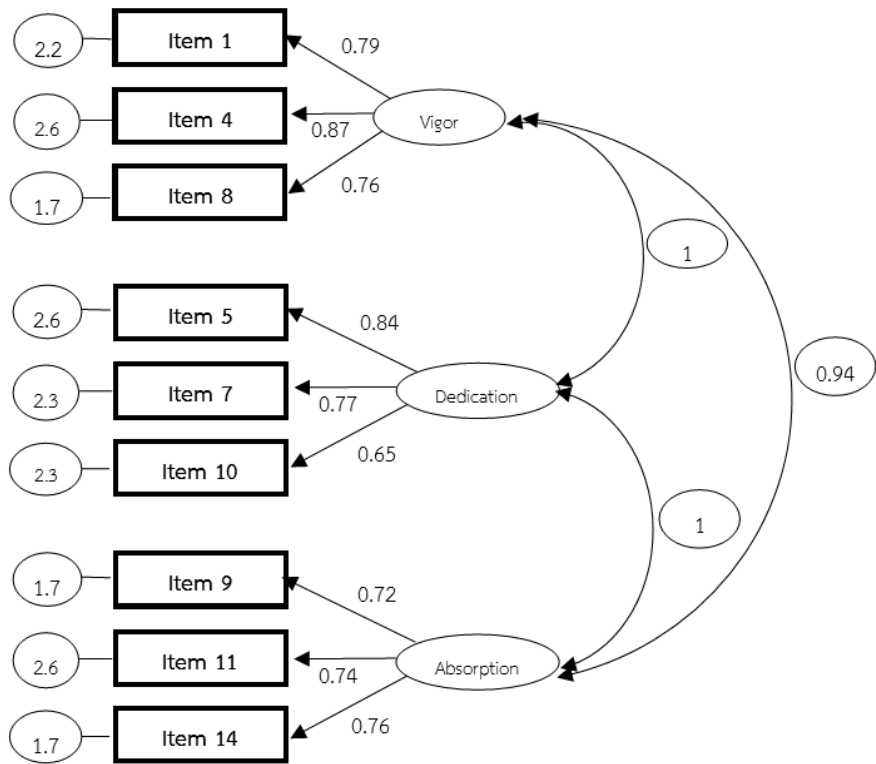 2.2
Item 1
0.79
2.6
Item 4
0.87
Vigor
1.7
Item 8
0.76
1
2.6
Item 5
0.84
2.3
Item 7
0.77
Dedication
0.94
2.3
Item 10
0.65
1
1.7
Item 9
0.72
2.6
Item 11
0.74
Absorption
1.7
Item 14
0.76